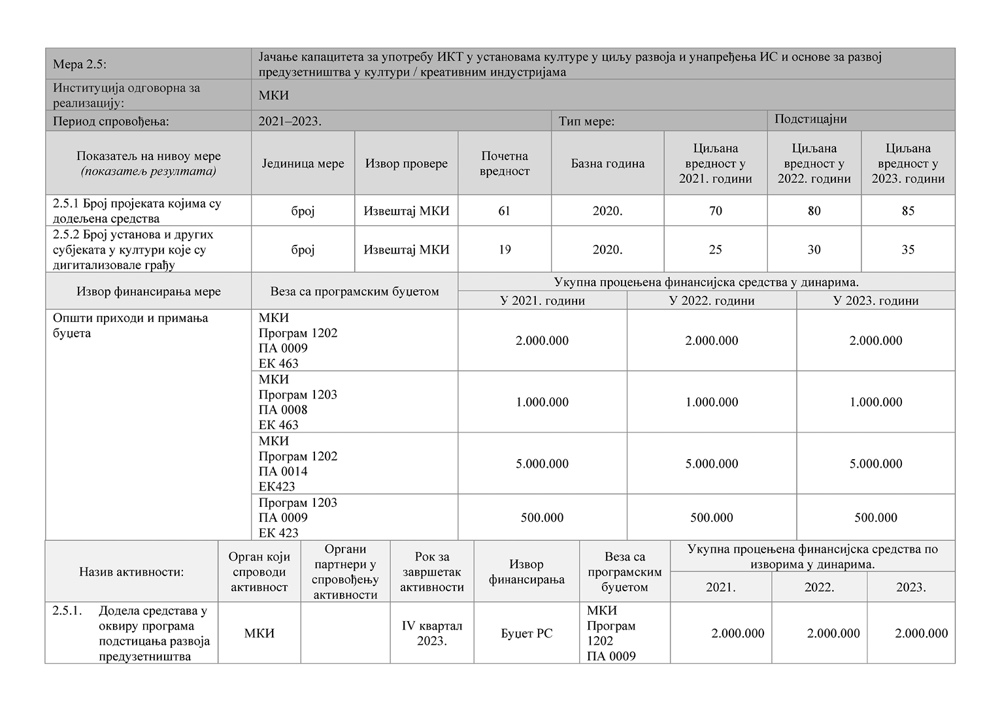 Мера 2.5:
Јачање капацитета за употребу ИКТ у установама културе у циљу развоја и унапређења ИС и основе за развој
предузетништва у култури / креативним индустријама
Институција одговорна за
реализацију:
МКИ
Период спровођења:
2021–2023.
Тип мере:
Подстицајни
Показатељ на нивоу мере
(показатељ резултата)
Јединица мере
Извор провере
Почетна
вредност
Базна година
Циљана
вредност у
2021. години
Циљана
вредност у
2022. години
Циљана
вредност у
2023. години
2.5.1 Број пројеката којима су
додељена средства
број
Извештај МКИ
61
2020.
70
80
85
2.5.2 Број установа и других
субјеката у култури које су
дигитализовале грађу
број
Извештај МКИ
19
2020.
25
30
35
Извор финансирања мере
Веза са програмским буџетом
Укупна процењена финансијска средства у динарима.
У 2021. години
У 2022. години
У 2023. години
Општи приходи и примања
буџета
МКИ
Програм 1202
ПА 0009
ЕК 463
2.000.000
2.000.000
2.000.000
МКИ
Програм 1203
ПА 0008
ЕК 463
1.000.000
1.000.000
1.000.000
МКИ
Програм 1202
ПА 0014
ЕК423
5.000.000
5.000.000
5.000.000
Програм 1203
ПА 0009
ЕК 423
500.000
500.000
500.000
Назив активности:
Орган који
спроводи
активност
Органи
партнери у
спровођењу
активности
Рок за
завршетак
активности
Извор
финансирања
Веза са
програмским
буџетом
Укупна процењена финансијска средства по
изворима у динарима.
2021.
2022.
2023.
2.5.1. Додела средстава у
оквиру програма
подстицања развоја
предузетништва
МКИ
IV квартал
2023.
Буџет РС
МКИ
Програм
1202
ПА 0009
2.000.000
2.000.000
2.000.000